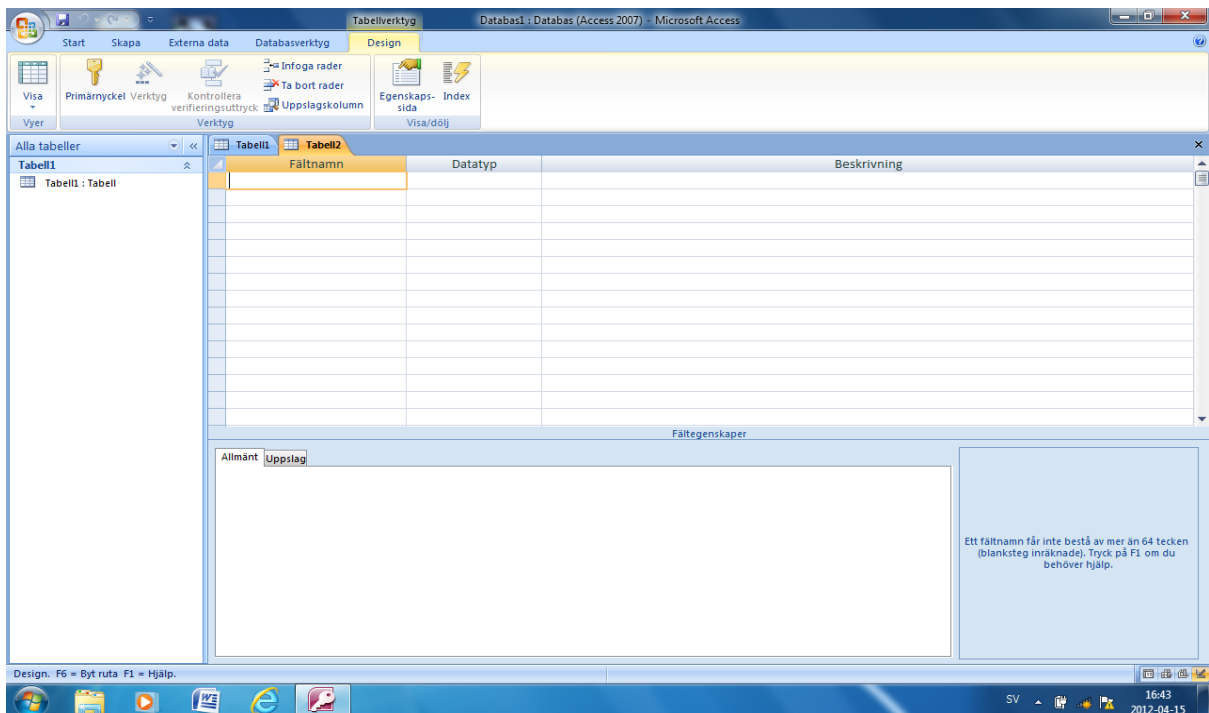 Tabellverktyg
Databas1 : Databas (Access 2007) - Microsoft Access
Start Skapa Externa data Databasverktyg Design
Visa
Primärnyckel Verktyg
Kontrollera
verifieringsuttryck
Infoga rader
Ta bort rader
Uppslagskolumn
Egenskaps-
sida
Index
Vyer Verktyg Visa/dölj
Alla tabeller
Tabell1
Tabell1 : Tabell
Tabell1 Tabell2
Fältnamn Datatyp Beskrivning
Fältegenskaper
Allmänt Uppslag
Ett fältnamn får inte bestå av mer än 64 tecken
(blanksteg inräknade). Tryck på F1 om du
behöver hjälp.
Design. F6 = Byt ruta F1 = Hjälp.
SV
16:43
2012-04-15